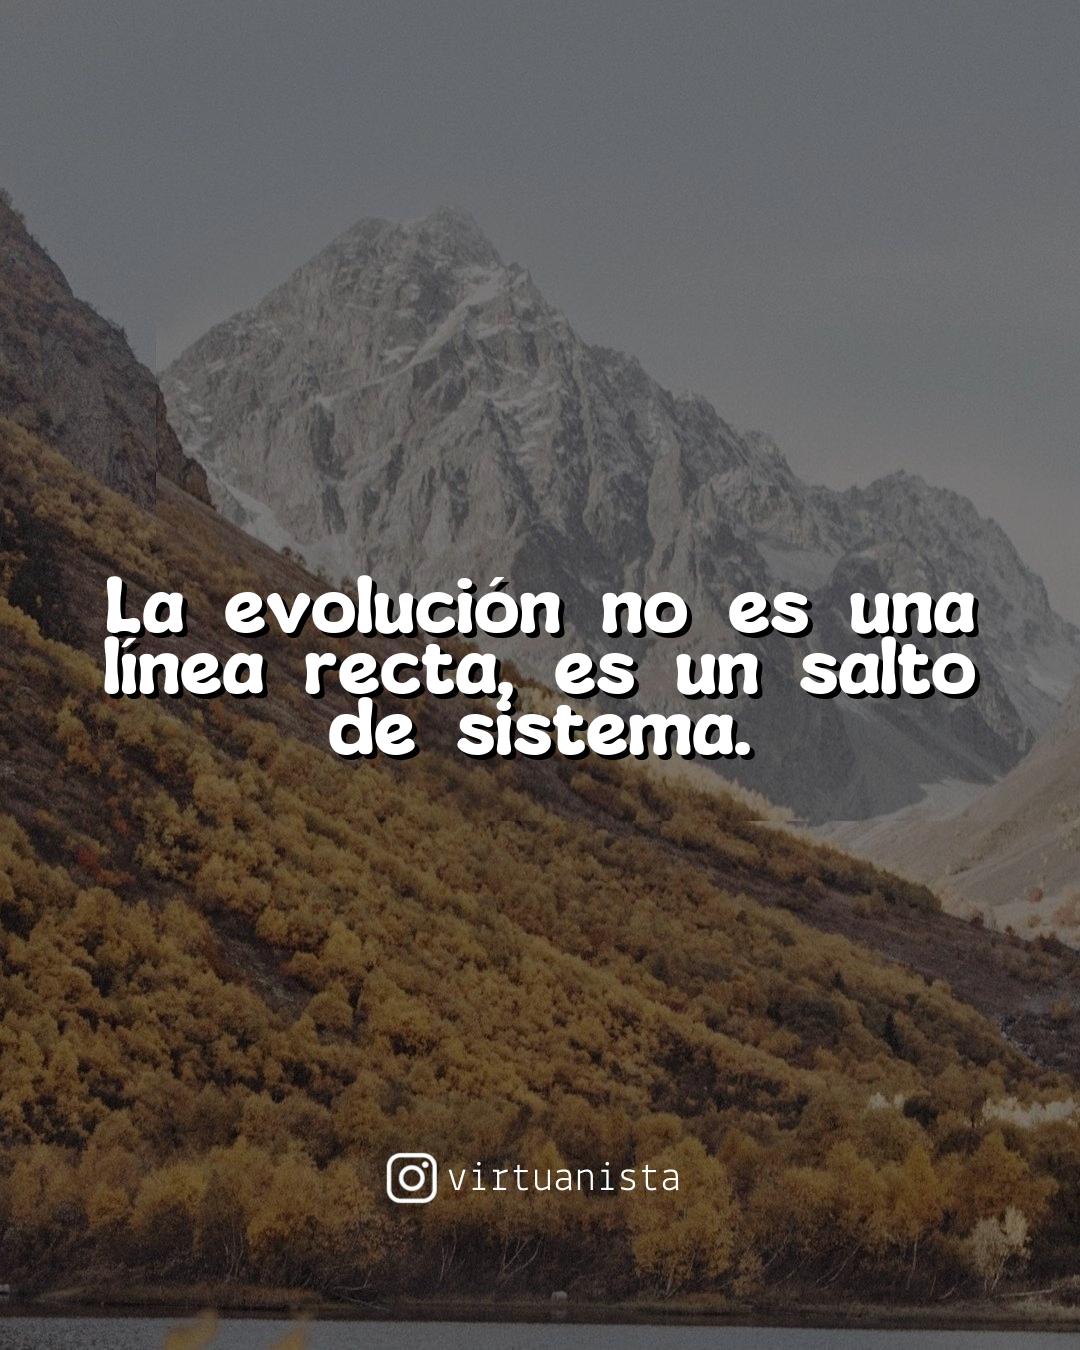 La evolución no es una
línea recta, es un salto
de sistema.
virtuanista